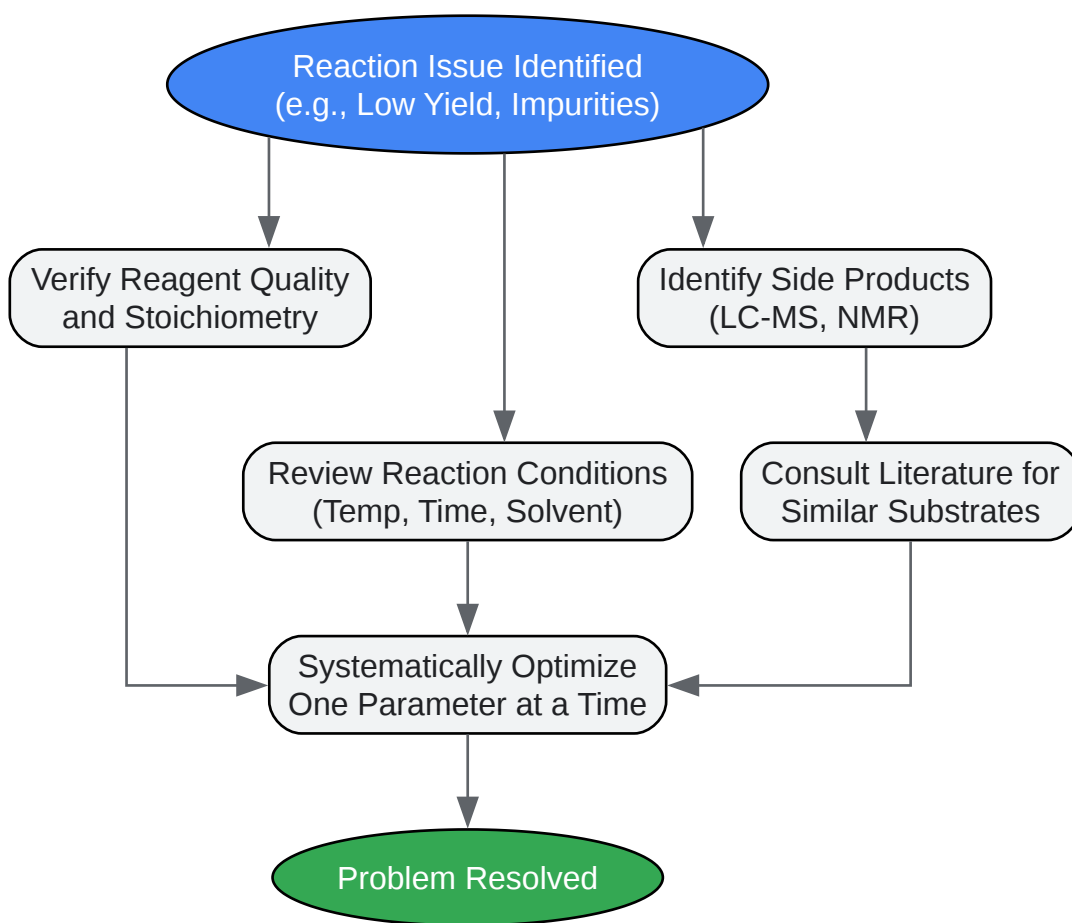 Reaction Issue Identified
(e.g., Low Yield, Impurities)
Verify Reagent Quality
and Stoichiometry
Identify Side Products
(LC-MS, NMR)
Review Reaction Conditions
(Temp, Time, Solvent)
Consult Literature for
Similar Substrates
Systematically Optimize
One Parameter at a Time
Problem Resolved